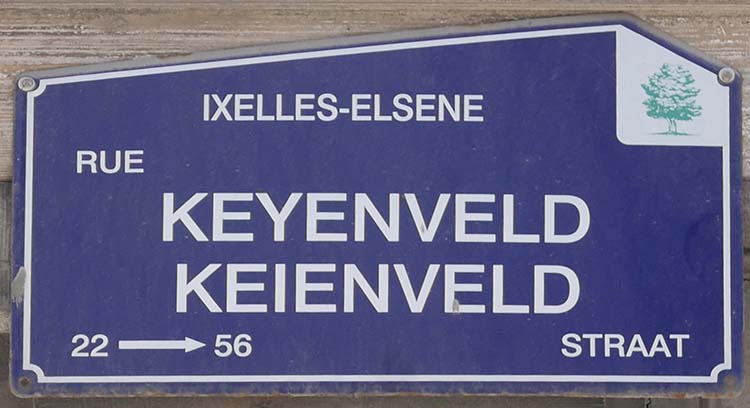 IXELLES-ELSENE
RUE
KEYENVELD
KEIENVELD
22 → 56 STRAAT